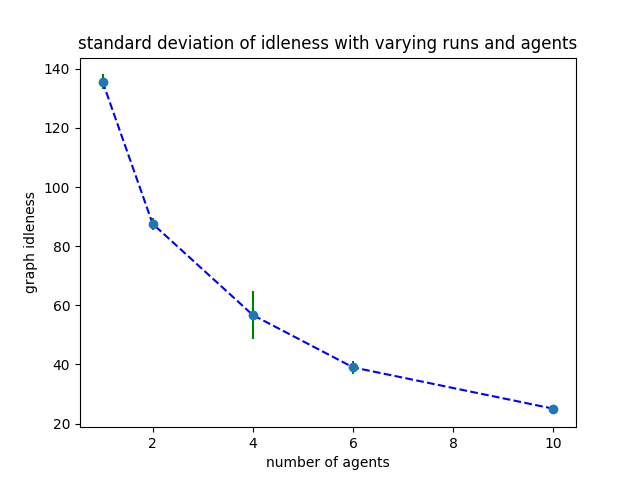 standard deviation of idleness with varying runs and agents
140
120
100
80
60
40
20
graph idleness
2 4 6 8 10
number of agents